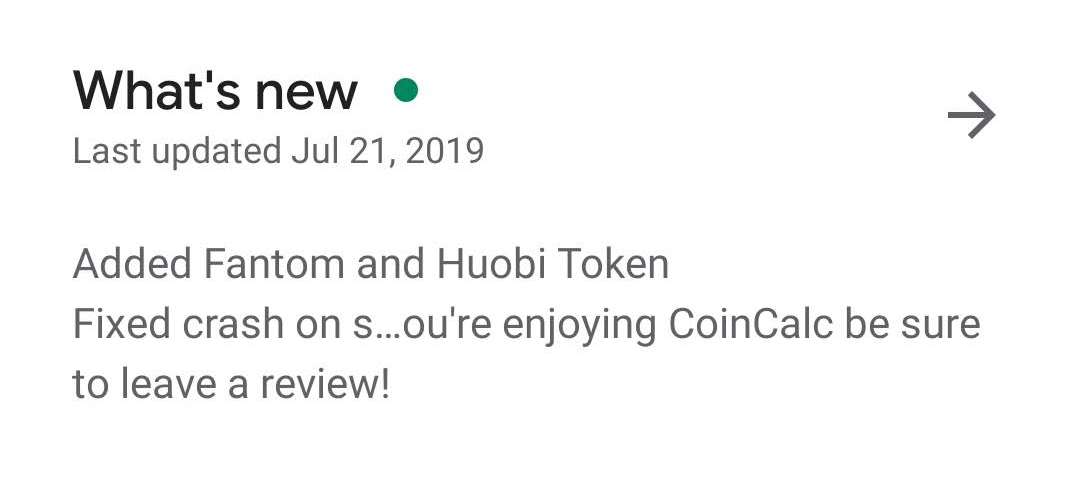 What's new
Last updated Jul 21, 2019
Added Fantom and Huobi Token
Fixed crash on s...ou're enjoying CoinCalc be sure
to leave a review!